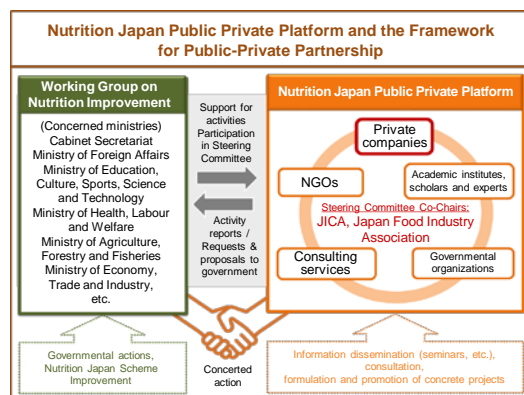 Nutrition Japan Public Private Platform and the Framework
for Public-Private Partnership
Working Group on
Nutrition Improvement
(Concerned ministries)
Cabinet Secretariat
Ministry of Foreign Affairs
Ministry of Education,
Culture, Sports, Science
and Technology
Ministry of Health, Labour
and Welfare
Ministry of Agriculture,
Forestry and Fisheries
Ministry of Economy,
Trade and Industry,
etc.
Support for
activities
Participation
in Steering
Committee
Activity
reports /
Requests &
proposals to
government
Nutrition Japan Public Private Platform
Private
companies
NGOs
Academic institutes,
scholars and experts
Steering Committee Co-Chairs:
JICA, Japan Food Industry
Association
Consulting
services
Governmental
organizations
Governmental actions,
Nutrition Japan Scheme
Improvement
Concerted
action
Information dissemination (seminars, etc.),
consultation,
formulation and promotion of concrete projects